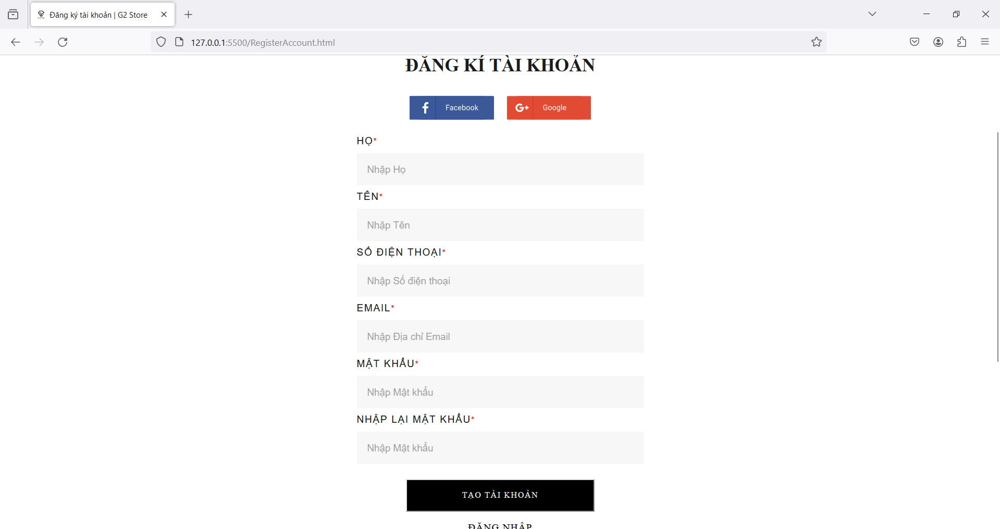 Đăng ký tài khoản | G2 Store
127.0.0.1:5500/RegisterAccount.html
ĐĂNG KÍ TÀI KHOẢN
Facebook
G+ Google
HỌ*
Nhập Họ
TÊN*
Nhập Tên
SỐ ĐIỆN THOẠI*
Nhập Số điện thoại
EMAIL*
Nhập Địa chỉ Email
MẬT KHẨU*
Nhập Mật khẩu
NHẬP LẠI MẬT KHẨU*
Nhập Mật khẩu
TẠO TÀI KHOẢN
ĐĂNG NHẬP